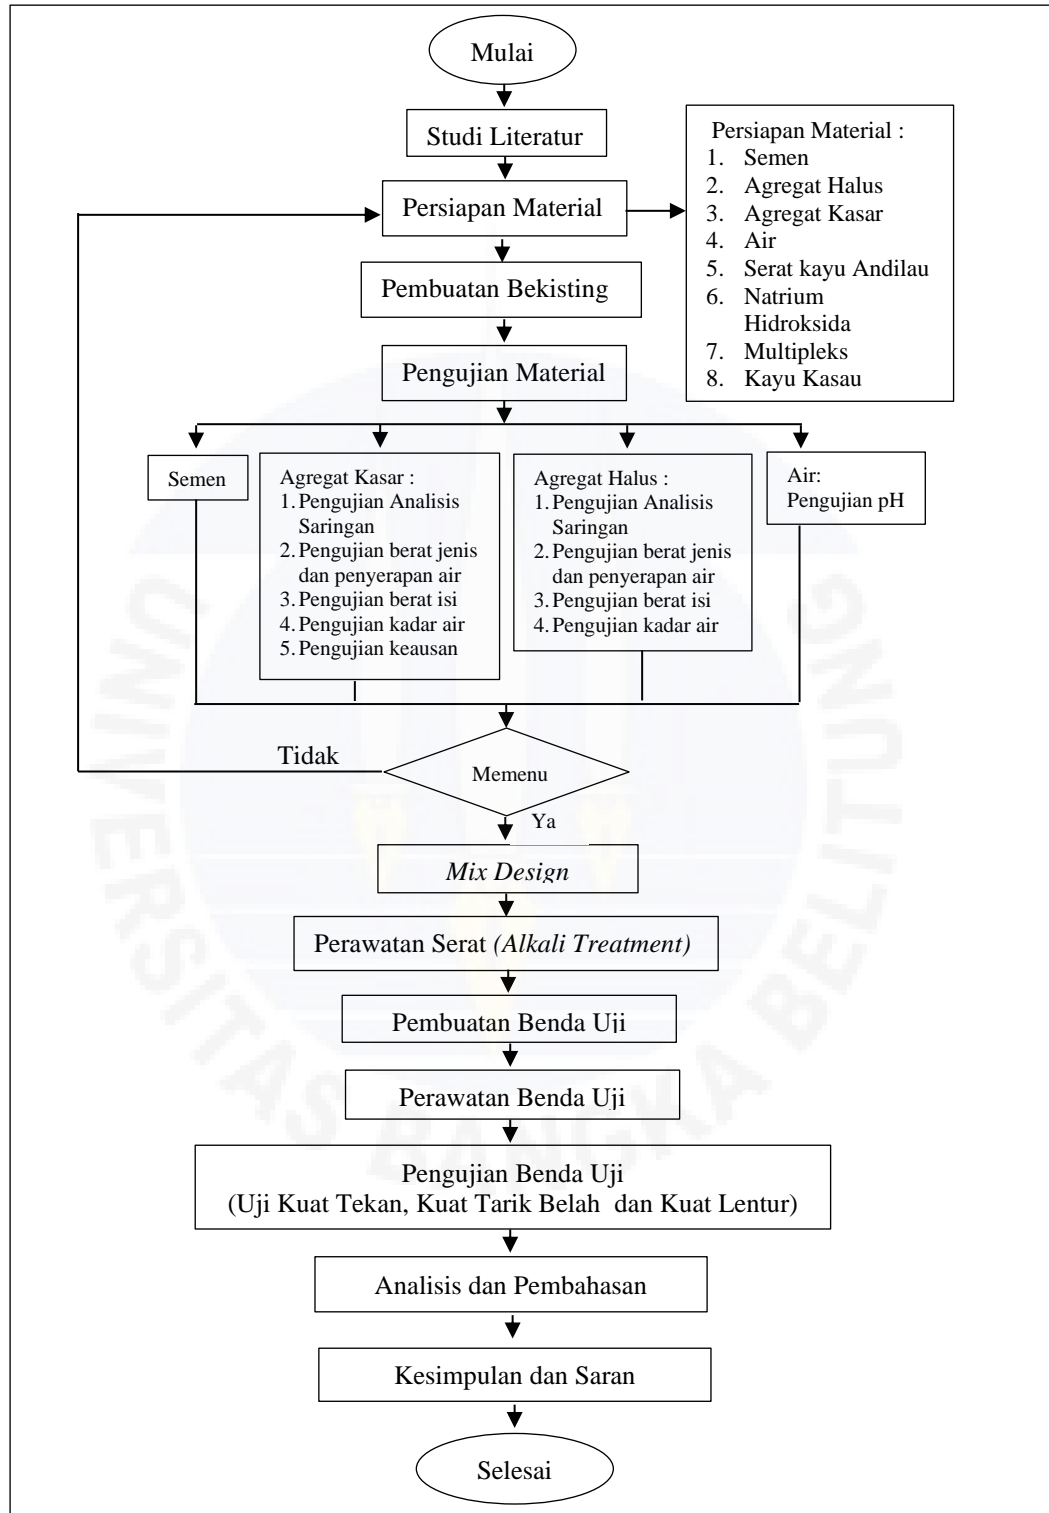 Mulai
Studi Literatur
Persiapan Material
Persiapan Material :
1. Semen
2. Agregat Halus
3. Agregat Kasar
4. Air
5. Serat kayu Andilau
6. Natrium
Hidroksida
7. Multipleks
8. Kayu Kasau
Pembuatan Bekisting
Pengujian Material
Semen
Agregat Kasar :
1. Pengujian Analisis
Saringan
2. Pengujian berat jenis
dan penyerapan air
3. Pengujian berat isi
4. Pengujian kadar air
5. Pengujian keausan
Agregat Halus :
1. Pengujian Analisis
Saringan
2. Pengujian berat jenis
dan penyerapan air
3. Pengujian berat isi
4. Pengujian kadar air
Air:
Pengujian pH
Tidak
Memenu
Ya
Mix Design
Perawatan Serat (Alkali Treatment)
Pembuatan Benda Uji
Perawatan Benda Uji
Pengujian Benda Uji
(Uji Kuat Tekan, Kuat Tarik Belah dan Kuat Lentur)
Analisis dan Pembahasan
Kesimpulan dan Saran
Selesai
UNIVERSITAS BANGKA BELITUNG